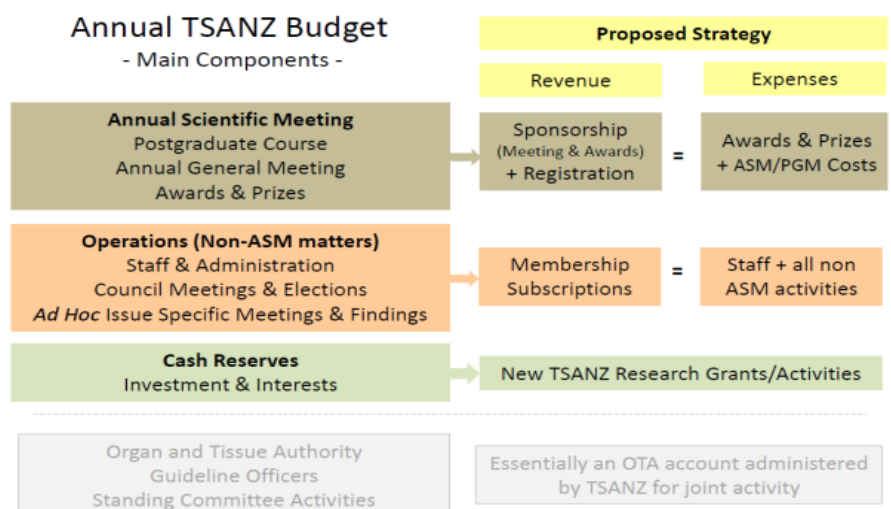 Annual TSANZ Budget
- Main Components -
Proposed Strategy
Revenue
Expenses
Annual Scientific Meeting
Postgraduate Course
Annual General Meeting
Awards & Prizes
Sponsorship
(Meeting & Awards)
+ Registration
=
Awards & Prizes
+ ASM/PGM Costs
Operations (Non-ASM matters)
Staff & Administration
Council Meetings & Elections
Ad Hoc Issue Specific Meetings & Findings
Membership
Subscriptions
=
Staff + all non
ASM activities
Cash Reserves
Investment & Interests
New TSANZ Research Grants/Activities
Organ and Tissue Authority
Guideline Officers
Standing Committee Activities
Essentially an OTA account administered
by TSANZ for joint activity